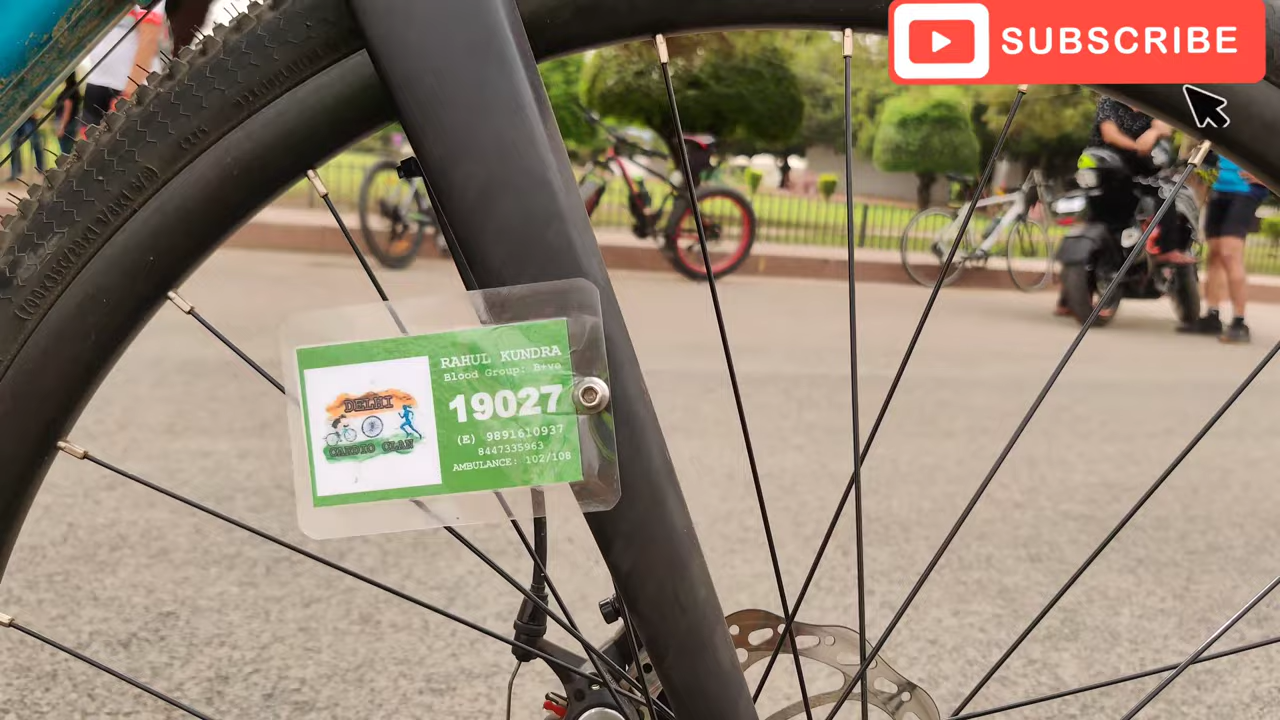 SUBSCRIBE
RAHUL KUNDRA
Blood Group: B+ve
19027
(E) 9891610937
8447335963
AMBULANCE: 102/108
DELHI
CARDIO CLAN